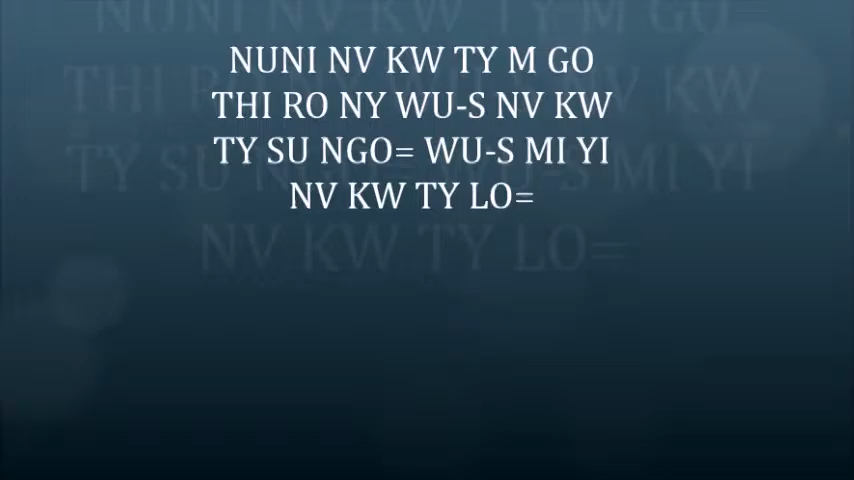 NUNI NV KW TY M GO
THI RO NY WU-S NV KW
TY SU NGO= WU-S MI YI
NV KW TY LO=